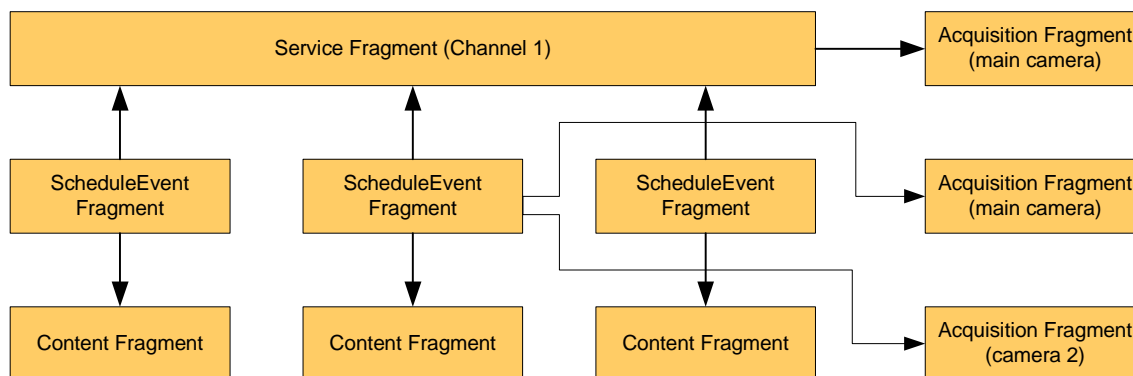 Service Fragment (Channel 1)
Acquisition Fragment
(main camera)
ScheduleEvent
Fragment
ScheduleEvent
Fragment
ScheduleEvent
Fragment
Acquisition Fragment
(main camera)
Content Fragment
Content Fragment
Content Fragment
Acquisition Fragment
(camera 2)